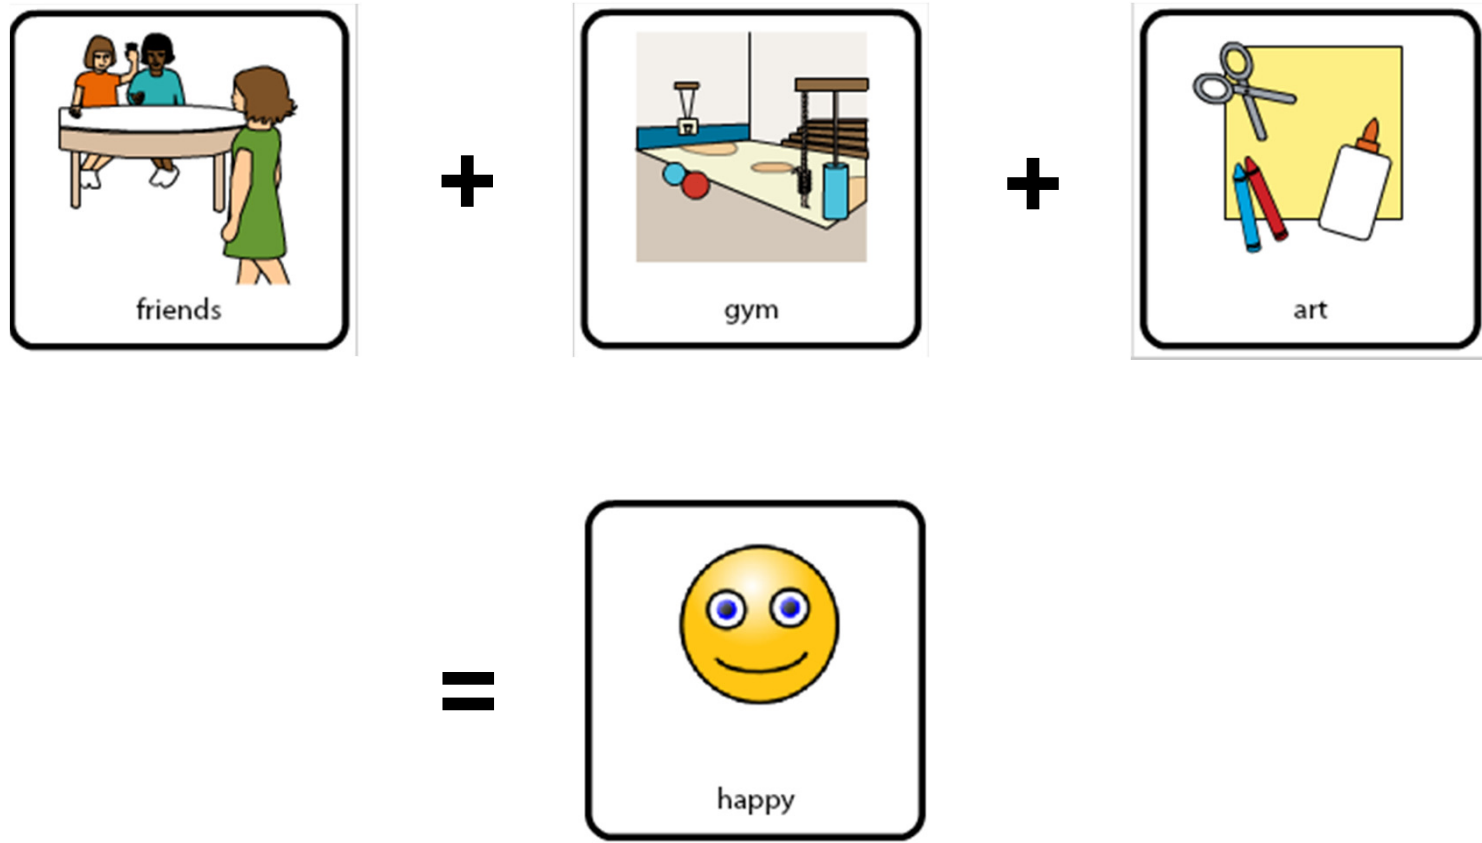 friends + gym + art
= happy